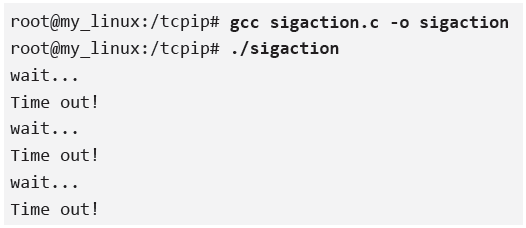 root@my_linux:/tcpip# gcc sigaction.c -o sigaction
root@my_linux:/tcpip# ./sigaction
wait...
Time out!
wait...
Time out!
wait...
Time out!